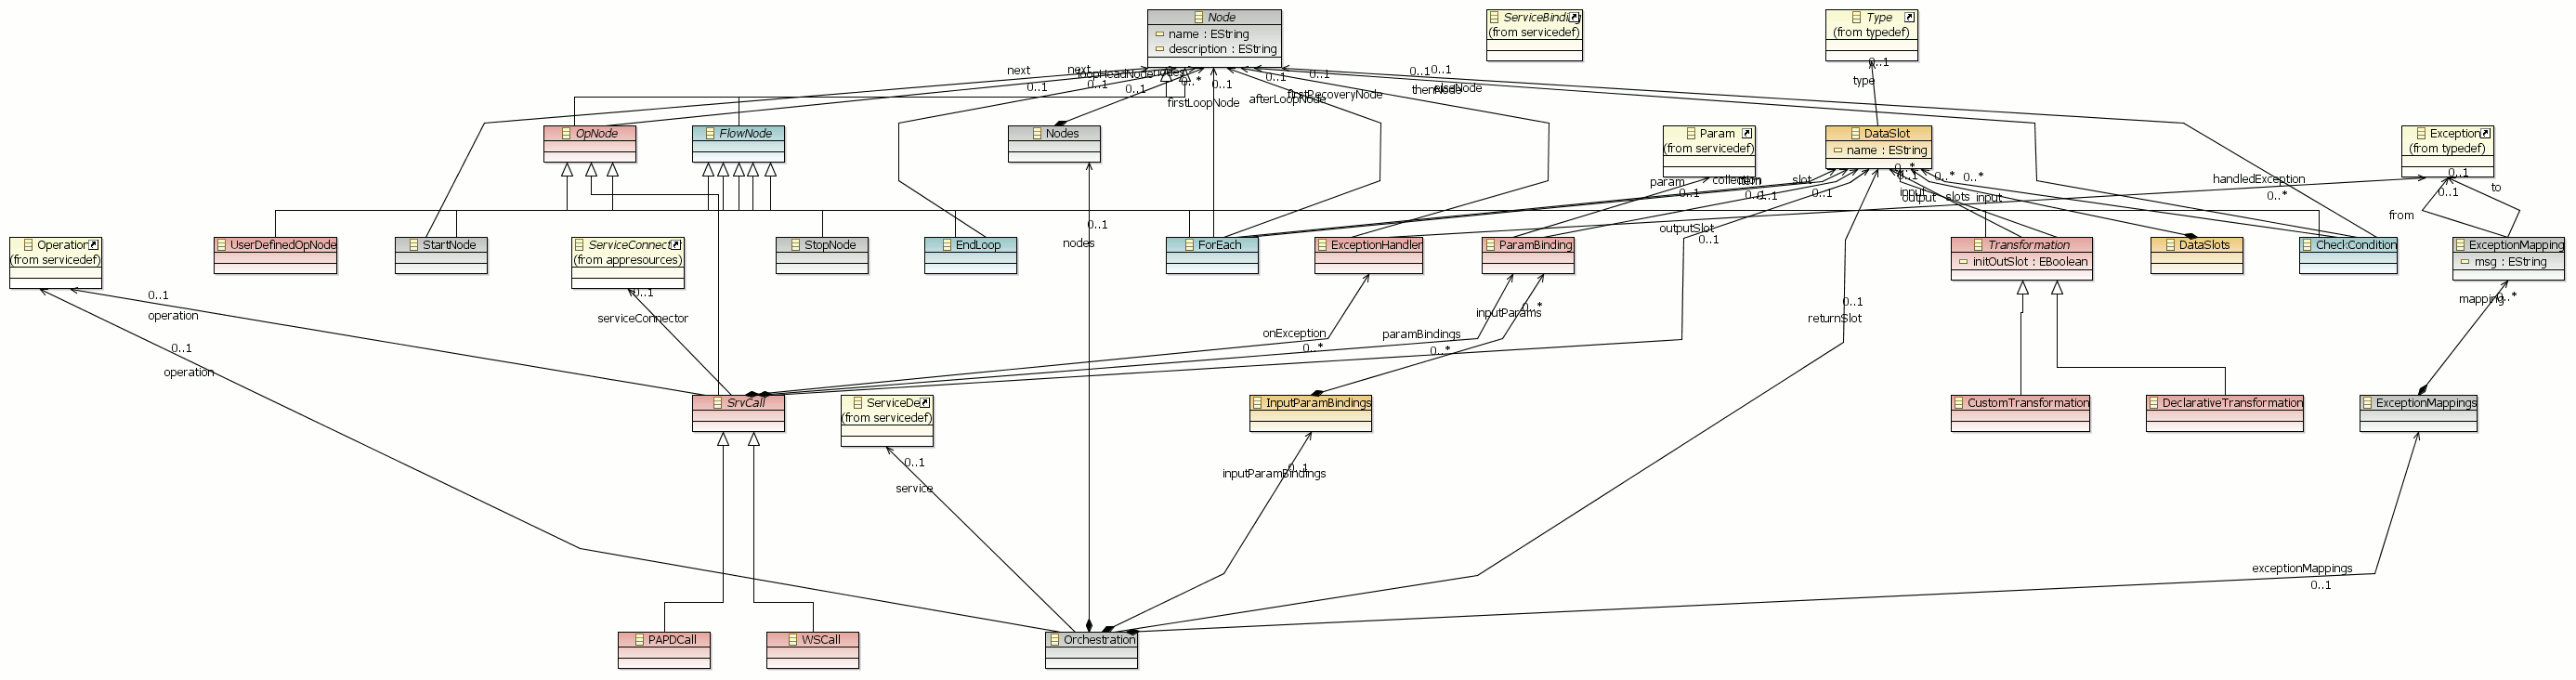 Node
name : EString
description : EString
ServiceBinding
(from servicedef)
Type
(from typedef)
next
next
loopHeadNode
nodes
0..1
0..1
0..1
0..*
0..1
0..1
0..1
0..1
0..1
firstLoopNode
afterLoopNode
firstRecoveryNode
thenNode
elseNode
0..1
type
OpNode
FlowNode
Nodes
Param
(from servicedef)
DataSlot
name : EString
Exception
(from typedef)
param
0..1
collection
item
0..1
0..1
slot
0..1
0..*
0..1
input
output
0..*
slots
0..*
input
handledException
0..*
0..1
0..1
from
to
Operation
(from servicedef)
UserDefinedOpNode
StartNode
ServiceConnect
(from appresources)
StopNode
EndLoop
0..1
nodes
ForEach
ExceptionHandler
ParamBinding
outputSlot
0..1
Transformation
initOutSlot : EBoolean
DataSlots
CheckCondition
ExceptionMapping
msg : EString
0..1
operation
0..1
serviceConnector
onException
0..*
paramBindings
0..*
inputParams
0..*
0..1
returnSlot
mapping
0..*
0..1
operation
SrvCall
ServiceDe
(from servicedef)
InputParamBindings
CustomTransformation
DeclarativeTransformation
ExceptionMappings
0..1
service
inputParamBindings
0..1
exceptionMappings
0..1
PAPDCall
WSCall
Orchestration